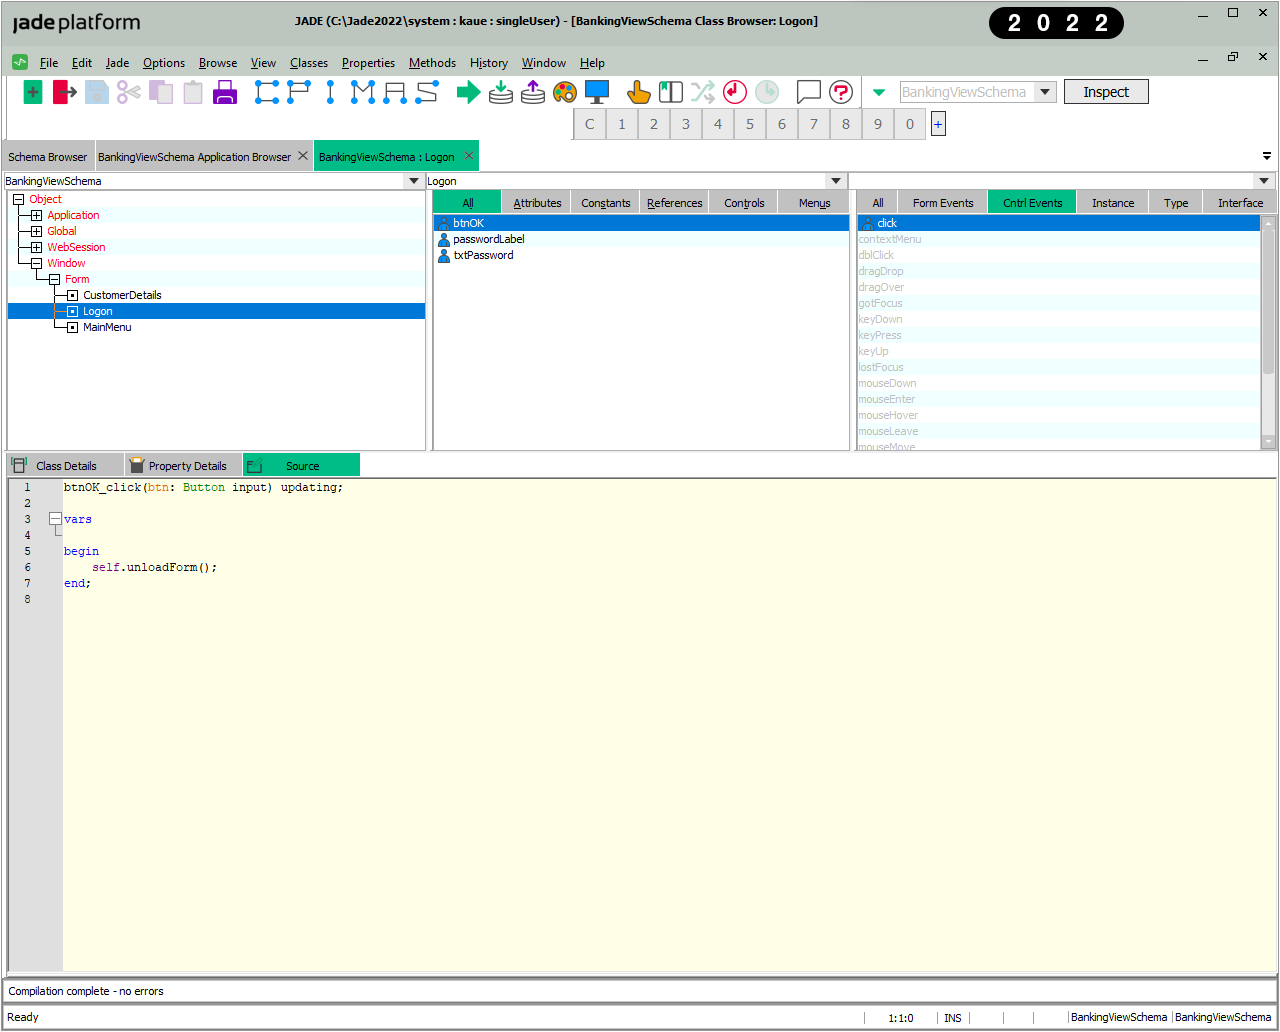 jadeplatform
JADE (C:\Jade2022\system : kaue : singleUser) - [BankingViewSchema Class Browser: Logon]
2022
File Edit Jade Options Browse View Classes Properties Methods History Window Help
BankingViewSchema Inspect
C 1 2 3 4 5 6 7 8 9 0 +
Schema Browser BankingViewSchema Application Browser BankingViewSchema : Logon
BankingViewSchema
Object
Application
Global
WebSession
Window
Form
CustomerDetails
Logon
MainMenu
Logon
All Attributes Constants References Controls Menus
btnOK
passwordLabel
txtPassword
All Form Events Cntrl Events Instance Type Interface
click
contextMenu
dblClick
dragDrop
dragOver
gotFocus
keyDown
keyPress
keyUp
lostFocus
mouseDown
mouseEnter
mouseHover
mouseLeave
mouseMove
Class Details Property Details Source
1 btnOK_click(btn: Button input) updating;
2
3 vars
4
5 begin
6 self.unloadForm();
7 end;
8
Compilation complete - no errors
Ready 1:1:0 INS BankingViewSchema BankingViewSchema